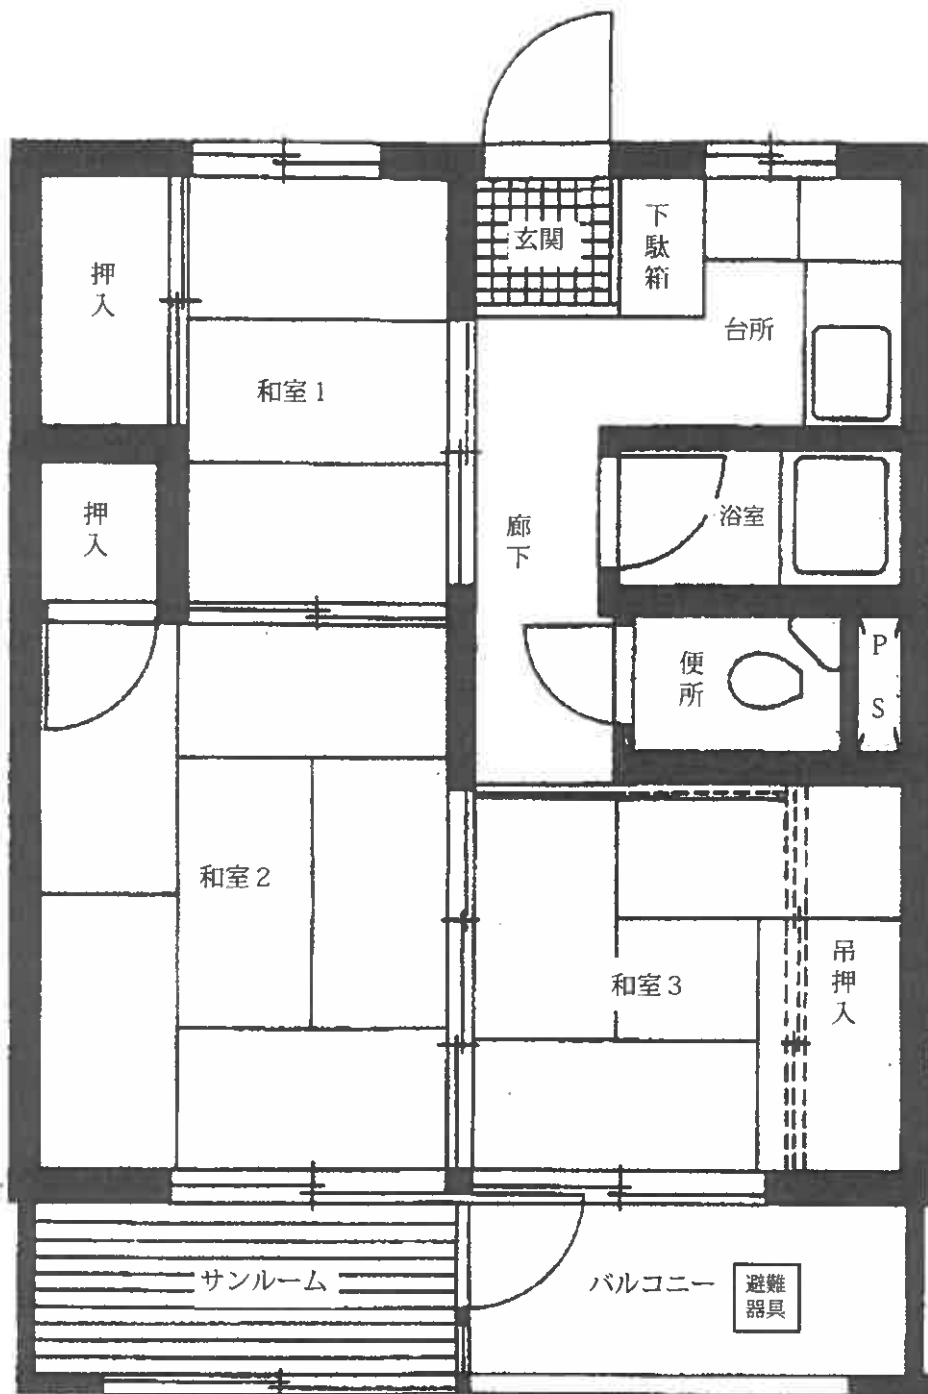 玄関
下駄箱
押入
台所
和室1
押入
廊下
浴室
便所
PS
和室2
和室3
吊押入
サンルーム
バルコニー
避難
器具